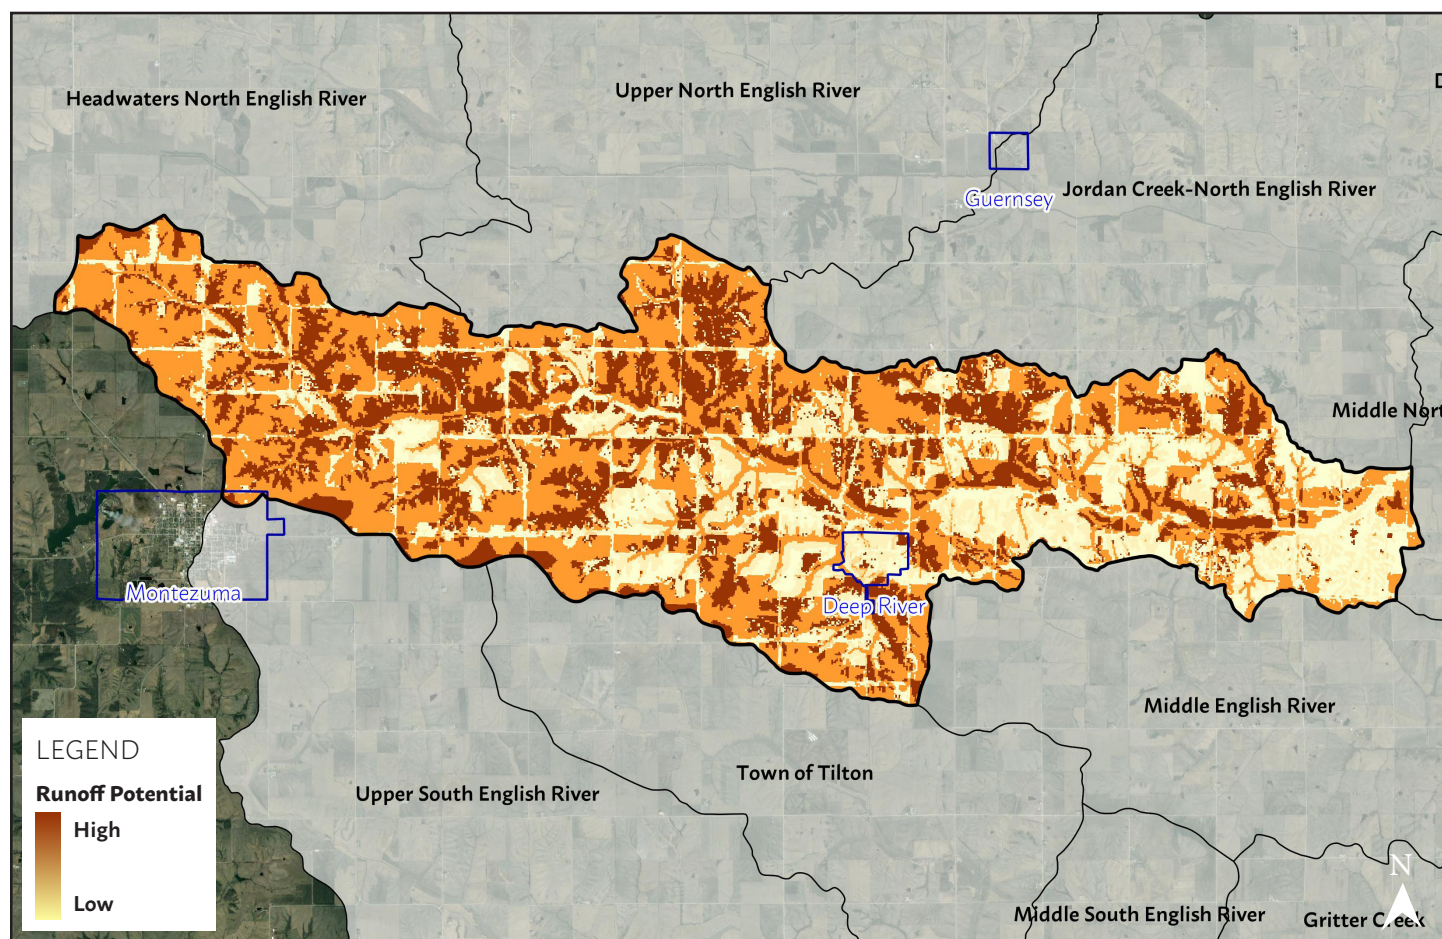 Headwaters North English River
Upper North English River
D
Guernsey
Jordan Creek-North English River
Middle Nort
Montezuma
Deep River
Middle English River
LEGEND
Runoff Potential
High
Low
Upper South English River
Town of Tilton
N
Middle South English River
Gritter Creek